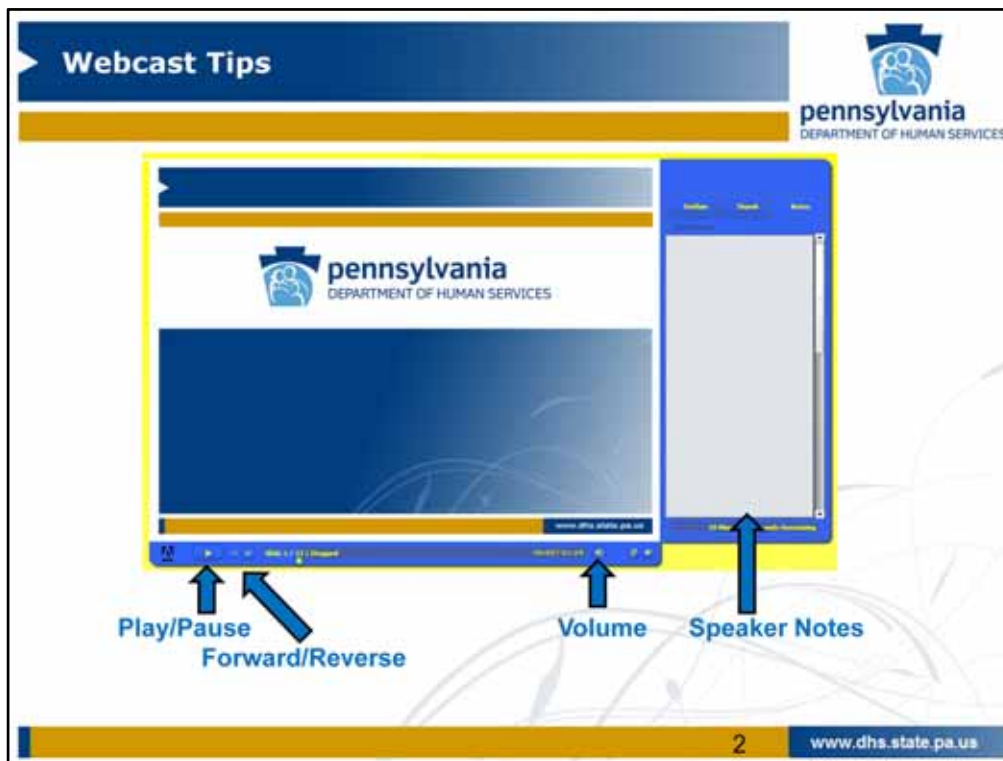 Webcast Tips
pennsylvania
DEPARTMENT OF HUMAN SERVICES
pennsylvania
DEPARTMENT OF HUMAN SERVICES
www.dhs.state.pa.us
Play/Pause
Forward/Reverse
Volume
Speaker Notes
2
www.dhs.state.pa.us